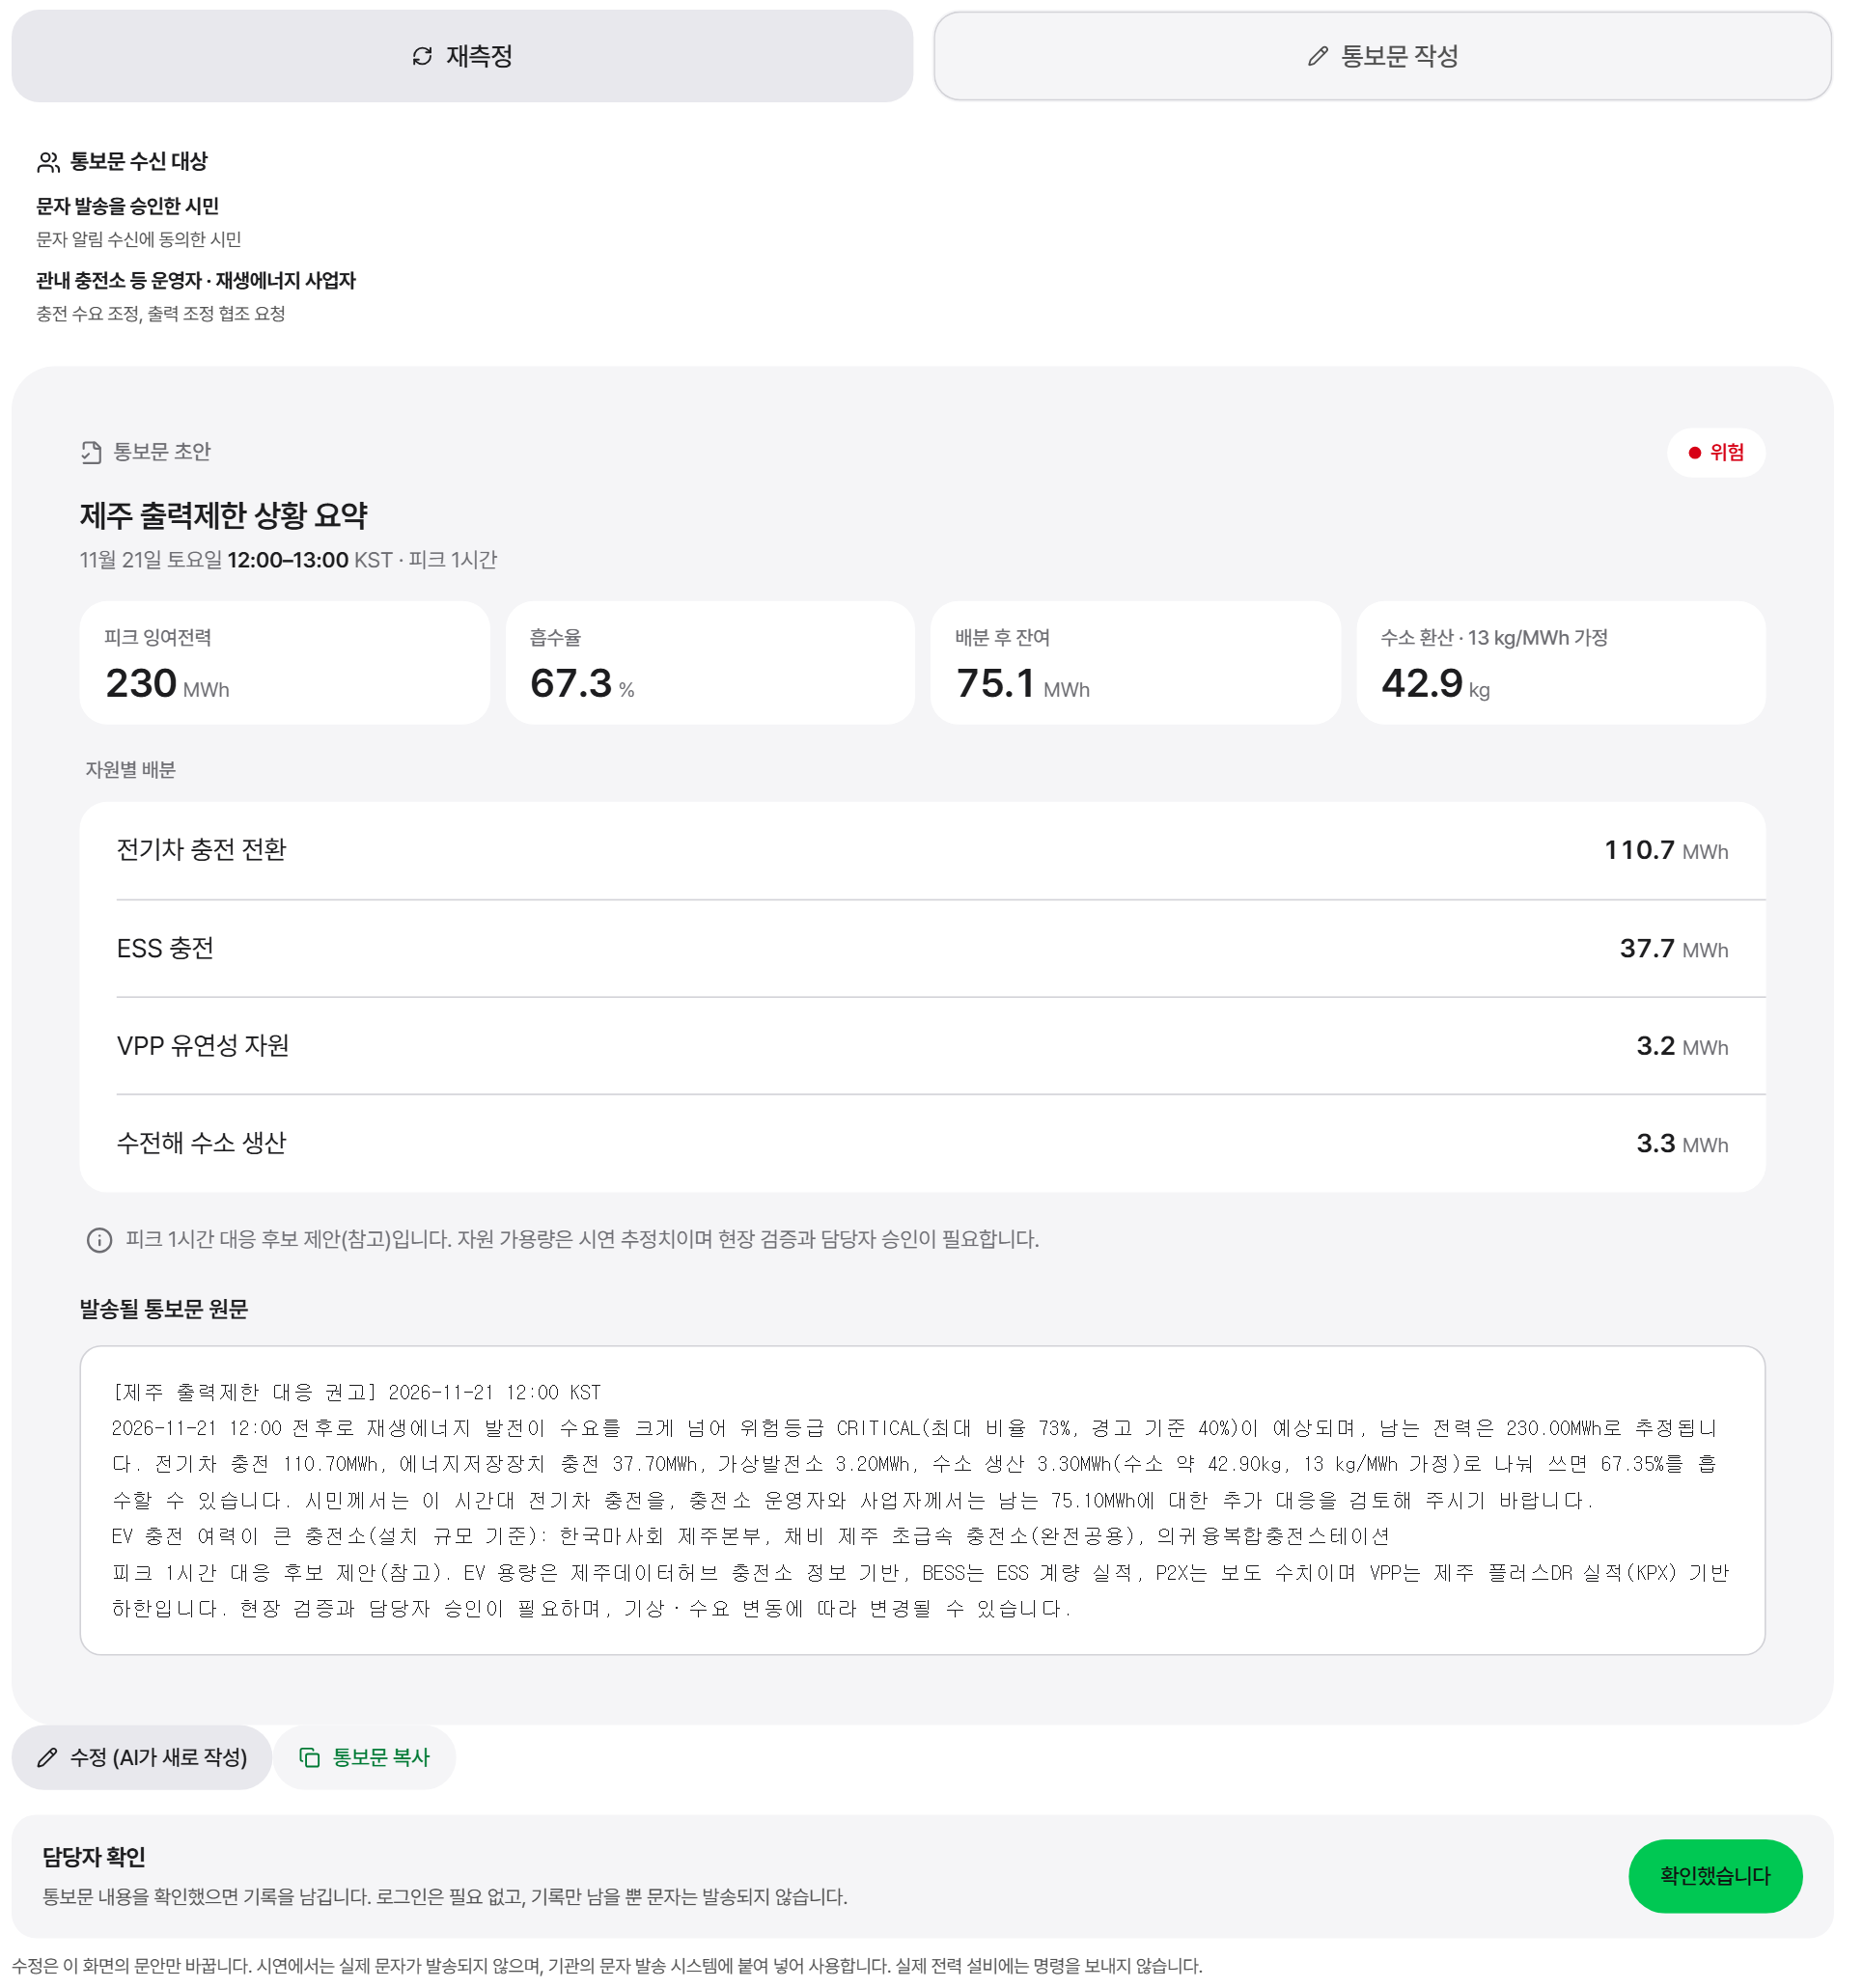 재측정
통보문 작성
통보문 수신 대상
문자 발송을 승인한 시민
문자 알림 수신에 동의한 시민
관내 충전소 등 운영자 · 재생에너지 사업자
충전 수요 조정, 출력 조정 협조 요청
통보문 초안
위험
제주 출력제한 상황 요약
11월 21일 토요일 12:00–13:00 KST · 피크 1시간
피크 잉여전력
230 MWh
흡수율
67.3 %
배분 후 잔여
75.1 MWh
수소 환산 · 13 kg/MWh 가정
42.9 kg
자원별 배분
전기차 충전 전환 110.7 MWh
ESS 충전 37.7 MWh
VPP 유연성 자원 3.2 MWh
수전해 수소 생산 3.3 MWh
피크 1시간 대응 후보 제안(참고)입니다. 자원 가용량은 시연 추정치이며 현장 검증과 담당자 승인이 필요합니다.
발송될 통보문 원문
[제주 출력제한 대응 권고] 2026-11-21 12:00 KST
2026-11-21 12:00 전후로 재생에너지 발전이 수요를 크게 넘어 위험등급 CRITICAL(최대 비율 73%, 경고 기준 40%)이 예상되며, 남는 전력은 230.00MWh로 추정됩니
다. 전기차 충전 110.70MWh, 에너지저장장치 충전 37.70MWh, 가상발전소 3.20MWh, 수소 생산 3.30MWh(수소 약 42.90kg, 13 kg/MWh 가정)로 나눠 쓰면 67.35%를 흡
수할 수 있습니다. 시민께서는 이 시간대 전기차 충전을, 충전소 운영자와 사업자께서는 남는 75.10MWh에 대한 추가 대응을 검토해 주시기 바랍니다.
EV 충전 여력이 큰 충전소(설치 규모 기준): 한국마사회 제주본부, 채비 제주 초급속 충전소(완전공용), 의귀융복합충전스테이션
피크 1시간 대응 후보 제안(참고). EV 용량은 제주데이터허브 충전소 정보 기반, BESS는 ESS 계량 실적, P2X는 보도 수치이며 VPP는 제주 플러스DR 실적(KPX) 기반
하한입니다. 현장 검증과 담당자 승인이 필요하며, 기상·수요 변동에 따라 변경될 수 있습니다.
수정 (AI가 새로 작성)
통보문 복사
담당자 확인
통보문 내용을 확인했으면 기록을 남깁니다. 로그인은 필요 없고, 기록만 남을 뿐 문자는 발송되지 않습니다.
확인했습니다
수정은 이 화면의 문안만 바꿉니다. 시연에서는 실제 문자가 발송되지 않으며, 기관의 문자 발송 시스템에 붙여 넣어 사용합니다. 실제 전력 설비에는 명령을 보내지 않습니다.